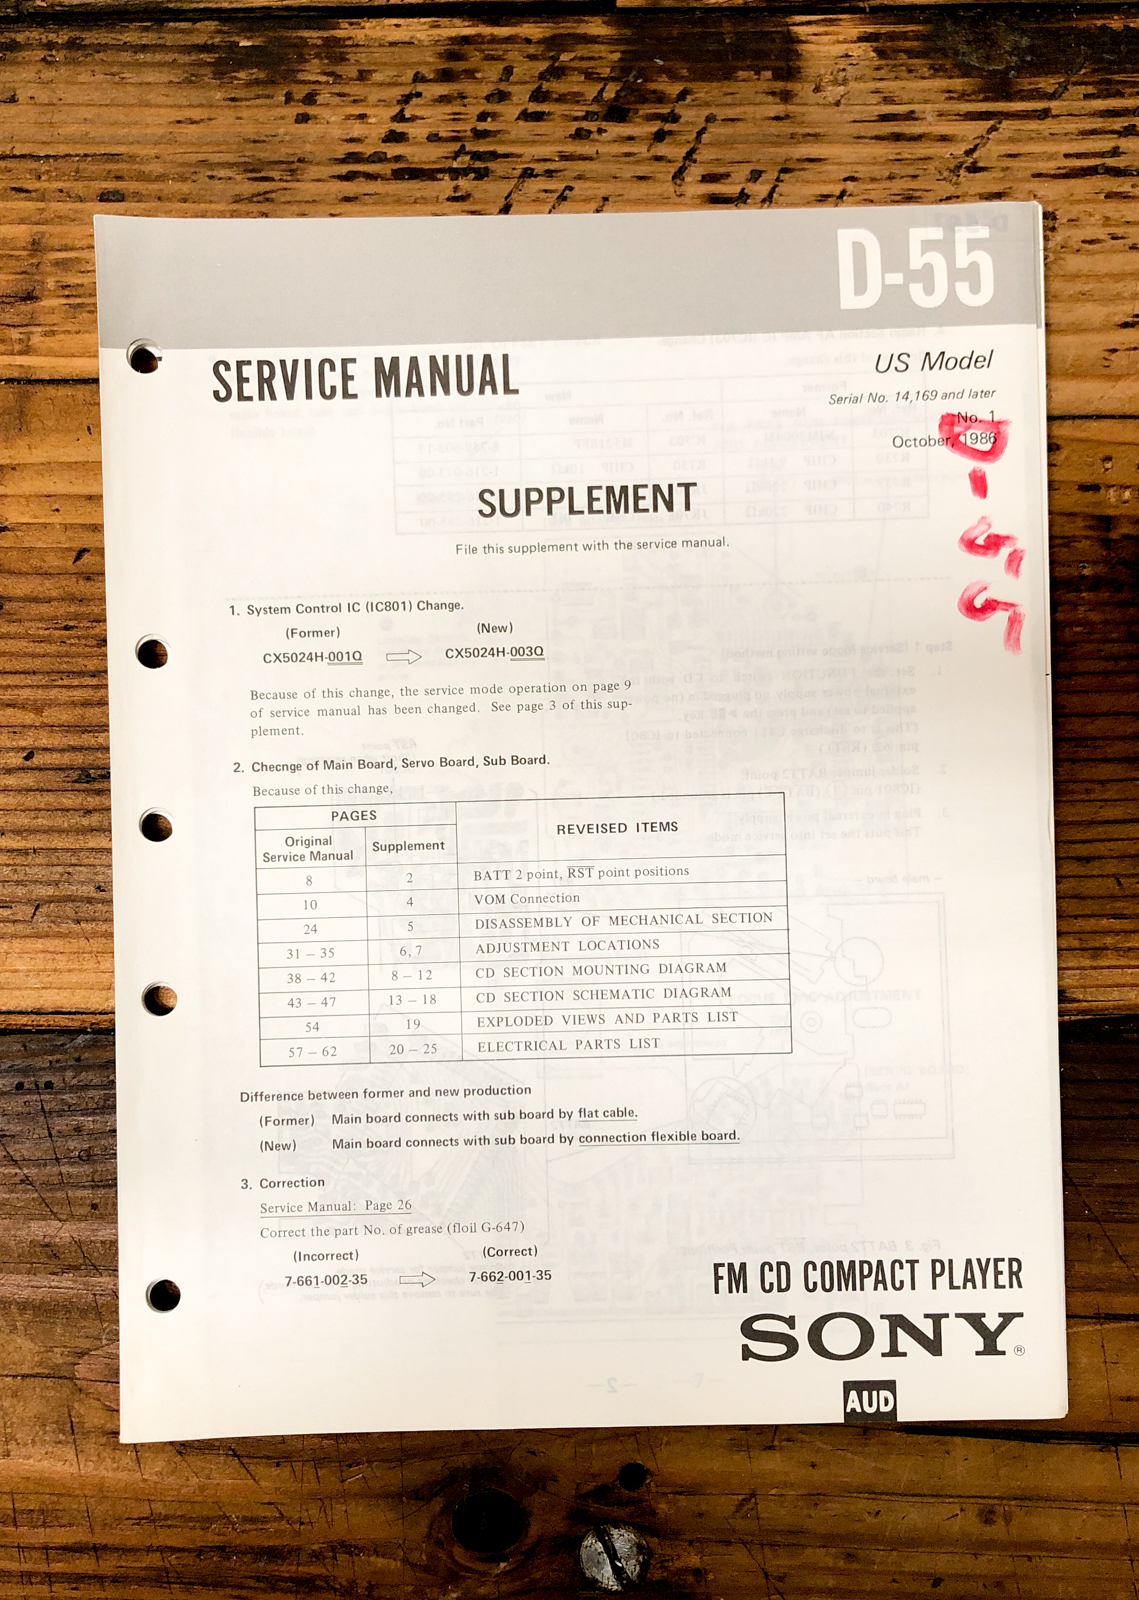 D-55
SERVICE MANUAL
US Model
Serial No. 14,169 and later
No. 1
October, 1986
D-55
SUPPLEMENT
File this supplement with the service manual.
1. System Control IC (IC801) Change.
(Former) (New)
CX5024H-001Q ⇨ CX5024H-003Q
Because of this change, the service mode operation on page 9
of service manual has been changed. See page 3 of this sup-
plement.
2. Checnge of Main Board, Servo Board, Sub Board.
Because of this change,
PAGES REVEISED ITEMS
Original Service Manual Supplement
8 2 BATT 2 point, RST point positions
10 4 VOM Connection
24 5 DISASSEMBLY OF MECHANICAL SECTION
31 – 35 6, 7 ADJUSTMENT LOCATIONS
38 – 42 8 – 12 CD SECTION MOUNTING DIAGRAM
43 – 47 13 – 18 CD SECTION SCHEMATIC DIAGRAM
54 19 EXPLODED VIEWS AND PARTS LIST
57 – 62 20 – 25 ELECTRICAL PARTS LIST
Difference between former and new production
(Former) Main board connects with sub board by flat cable.
(New) Main board connects with sub board by connection flexible board.
3. Correction
Service Manual: Page 26
Correct the part No. of grease (floil G-647)
(Incorrect) (Correct)
7-661-002-35 ⇨ 7-662-001-35
FM CD COMPACT PLAYER
SONY®
AUD